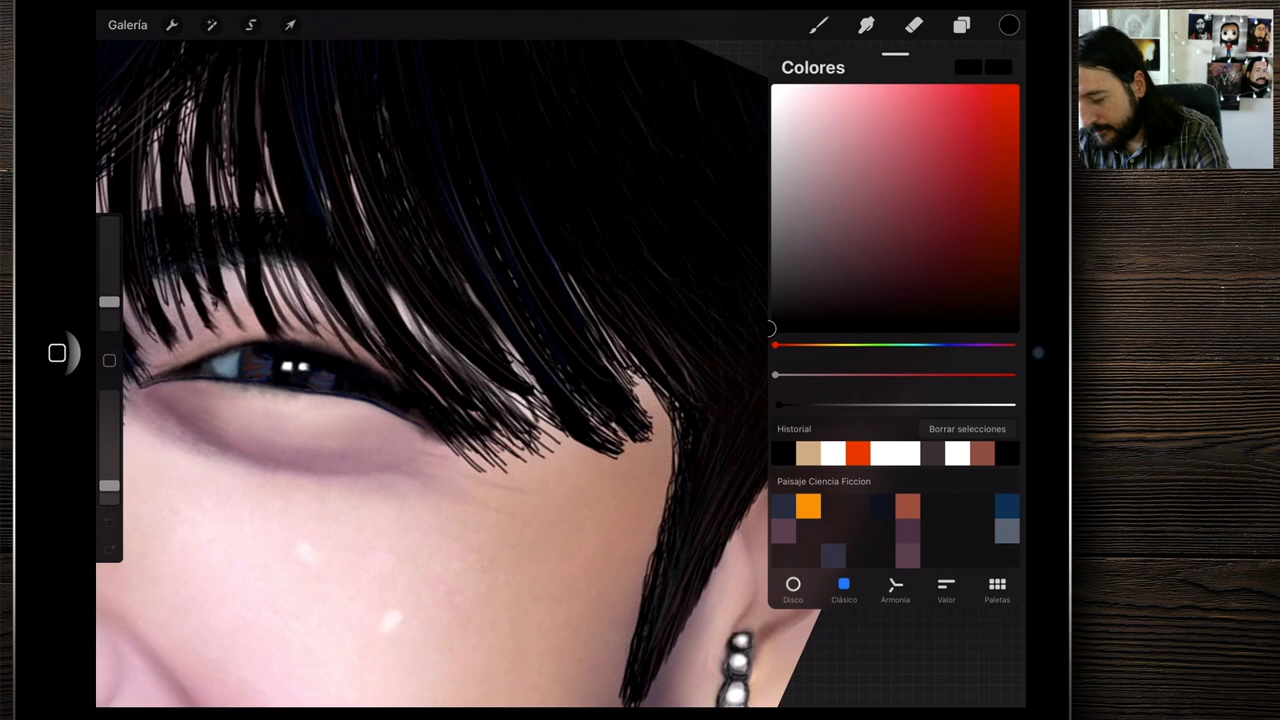 Galería
Colores
Historial
Borrar selecciones
Paisaje Ciencia Ficcion
Disco
Clásico
Armonía
Valor
Paletas